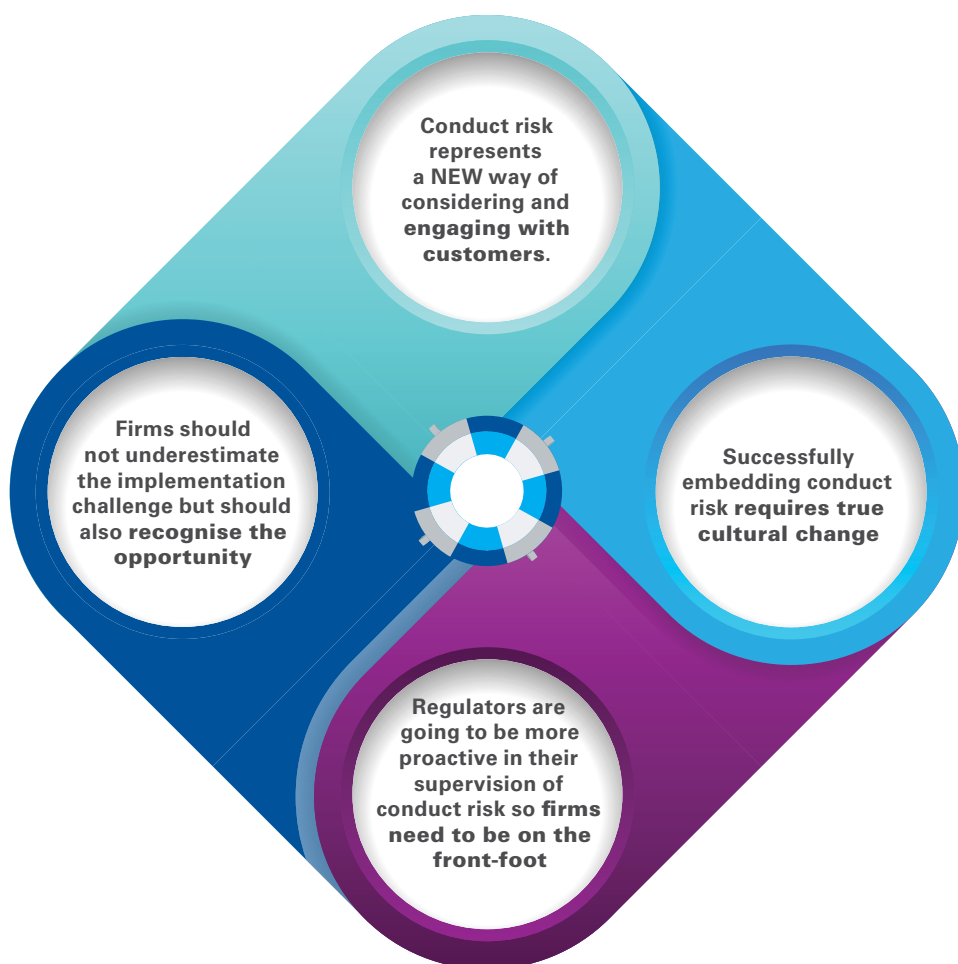 Conduct risk
represents
a NEW way of
considering and
engaging with
customers.
Firms should
not underestimate
the implementation
challenge but should
also recognise the
opportunity
Successfully
embedding conduct
risk requires true
cultural change
Regulators are
going to be more
proactive in their
supervision of
conduct risk so firms
need to be on the
front-foot